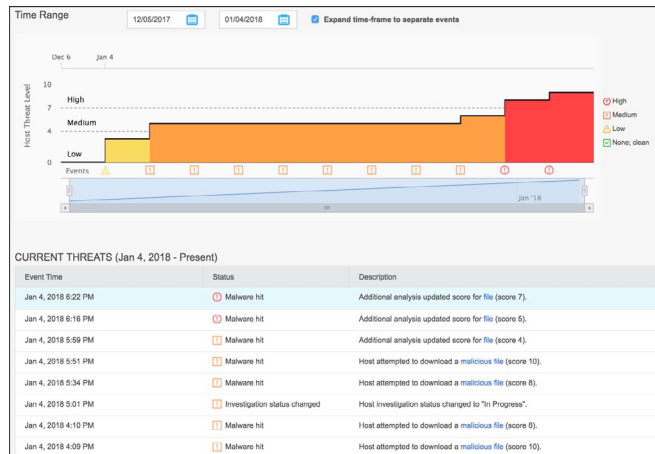 Time Range
12/05/2017
01/04/2018
Expand time-frame to separate events
Dec 6 Jan 4
Host Threat Level
10
High
7
Medium
4
Low
0
Events
Jan '18
High
Medium
Low
None; clean
CURRENT THREATS (Jan 4, 2018 - Present)
Event Time Status Description
Jan 4, 2018 6:22 PM Malware hit Additional analysis updated score for file (score 7).
Jan 4, 2018 6:16 PM Malware hit Additional analysis updated score for file (score 5).
Jan 4, 2018 5:59 PM Malware hit Additional analysis updated score for file (score 4).
Jan 4, 2018 5:51 PM Malware hit Host attempted to download a malicious file (score 10).
Jan 4, 2018 5:34 PM Malware hit Host attempted to download a malicious file (score 8).
Jan 4, 2018 5:01 PM Investigation status changed Host investigation status changed to "In Progress".
Jan 4, 2018 4:10 PM Malware hit Host attempted to download a malicious file (score 8).
Jan 4, 2018 4:09 PM Malware hit Host attempted to download a malicious file (score 10).